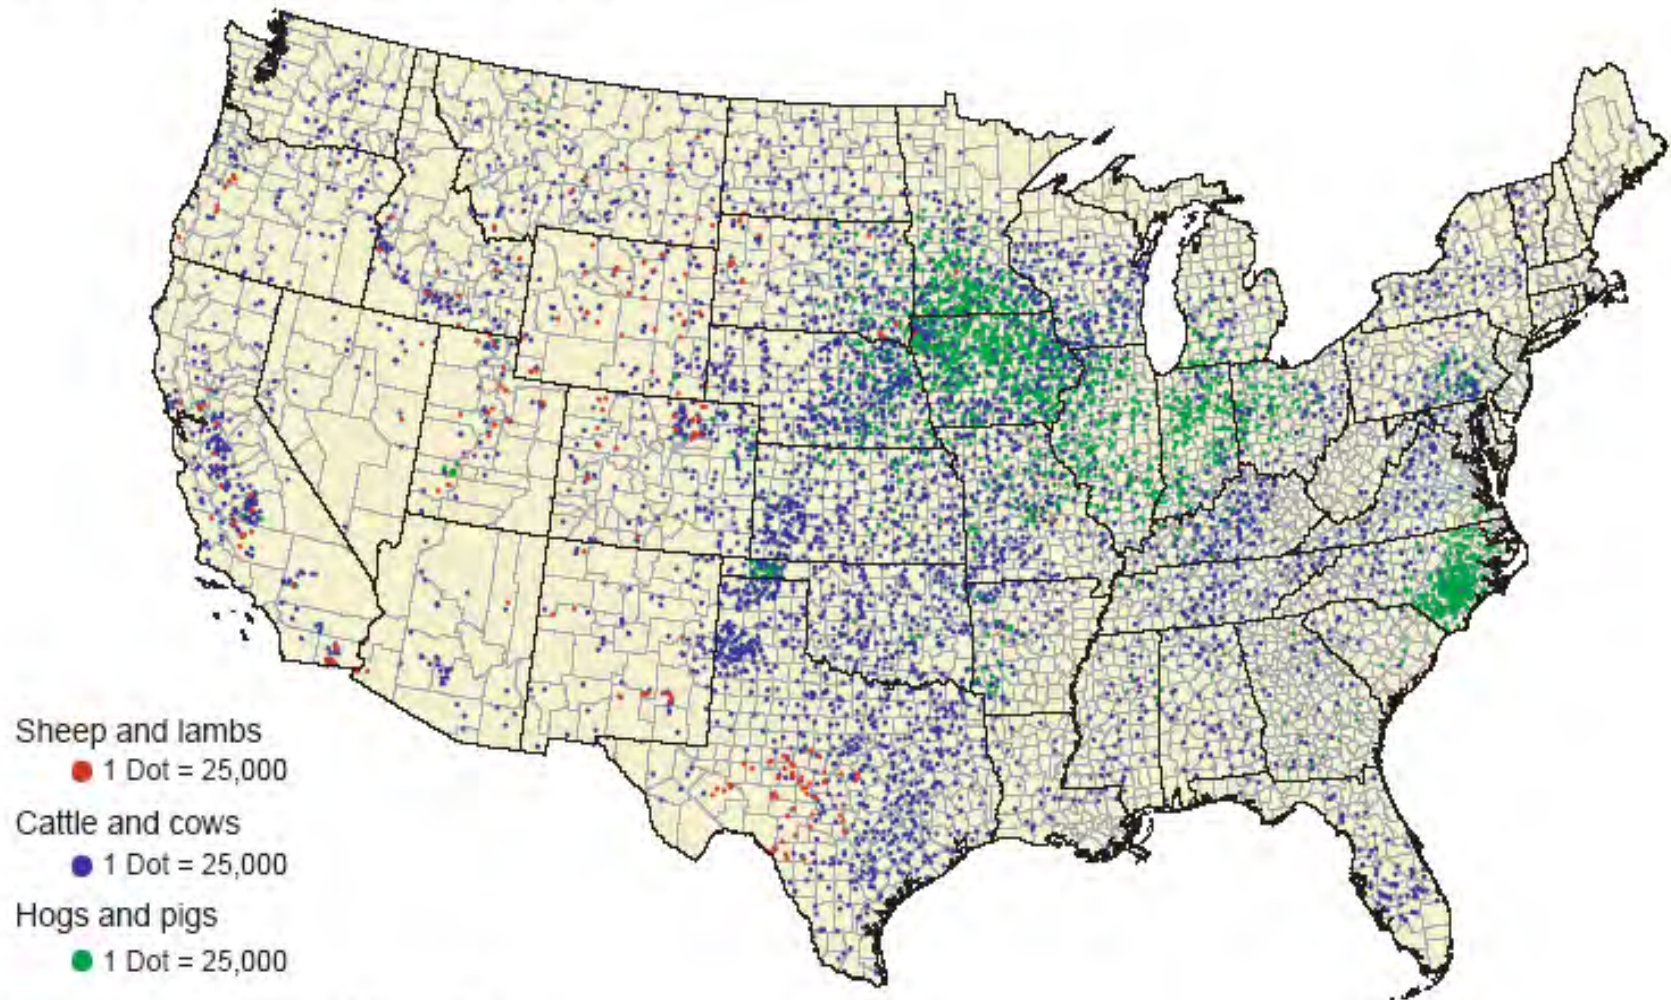 Sheep and lambs
1 Dot = 25,000
Cattle and cows
1 Dot = 25,000
Hogs and pigs
1 Dot = 25,000